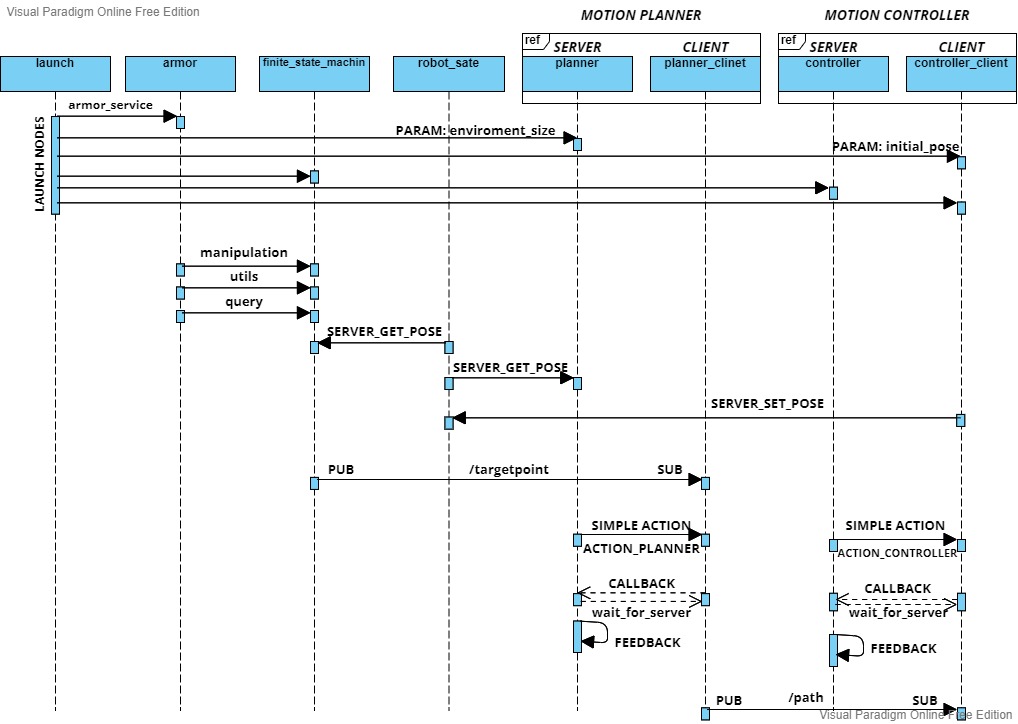 Visual Paradigm Online Free Edition
MOTION PLANNER
MOTION CONTROLLER
ref
SERVER
CLIENT
ref
SERVER
CLIENT
launch
armor
finite_state_machin
robot_sate
planner
planner_clinet
controller
controller_client
armor_service
LAUNCH NODES
PARAM: enviroment_size
PARAM: initial_pose
manipulation
utils
query
SERVER_GET_POSE
SERVER_GET_POSE
SERVER_SET_POSE
PUB
/targetpoint
SUB
SIMPLE ACTION
ACTION_PLANNER
SIMPLE ACTION
ACTION_CONTROLLER
CALLBACK
wait_for_server
CALLBACK
wait_for_server
FEEDBACK
FEEDBACK
PUB
/path
SUB
Visual Paradigm Online Free Edition